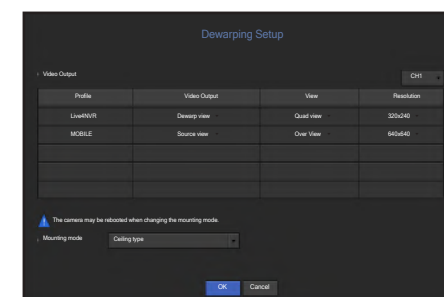 Dewarping Setup
Video Output
CH1
Profile Video Output View Resolution
Live4NVR Dewarp view Quad view 320x240
MOBILE Source view Over View 640x640
The camera may be rebooted when changing the mounting mode.
Mounting mode Ceiling type
OK Cancel